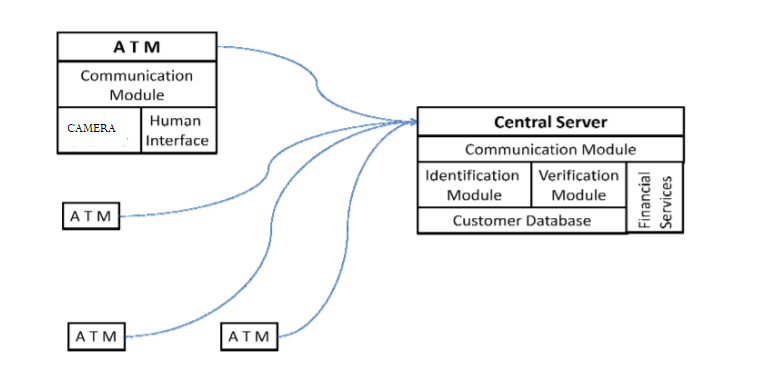 ATM
Communication
Module
CAMERA
Human
Interface
Central Server
Communication Module
Identification
Module
Verification
Module
Financial
Services
Customer Database
ATM
ATM
ATM